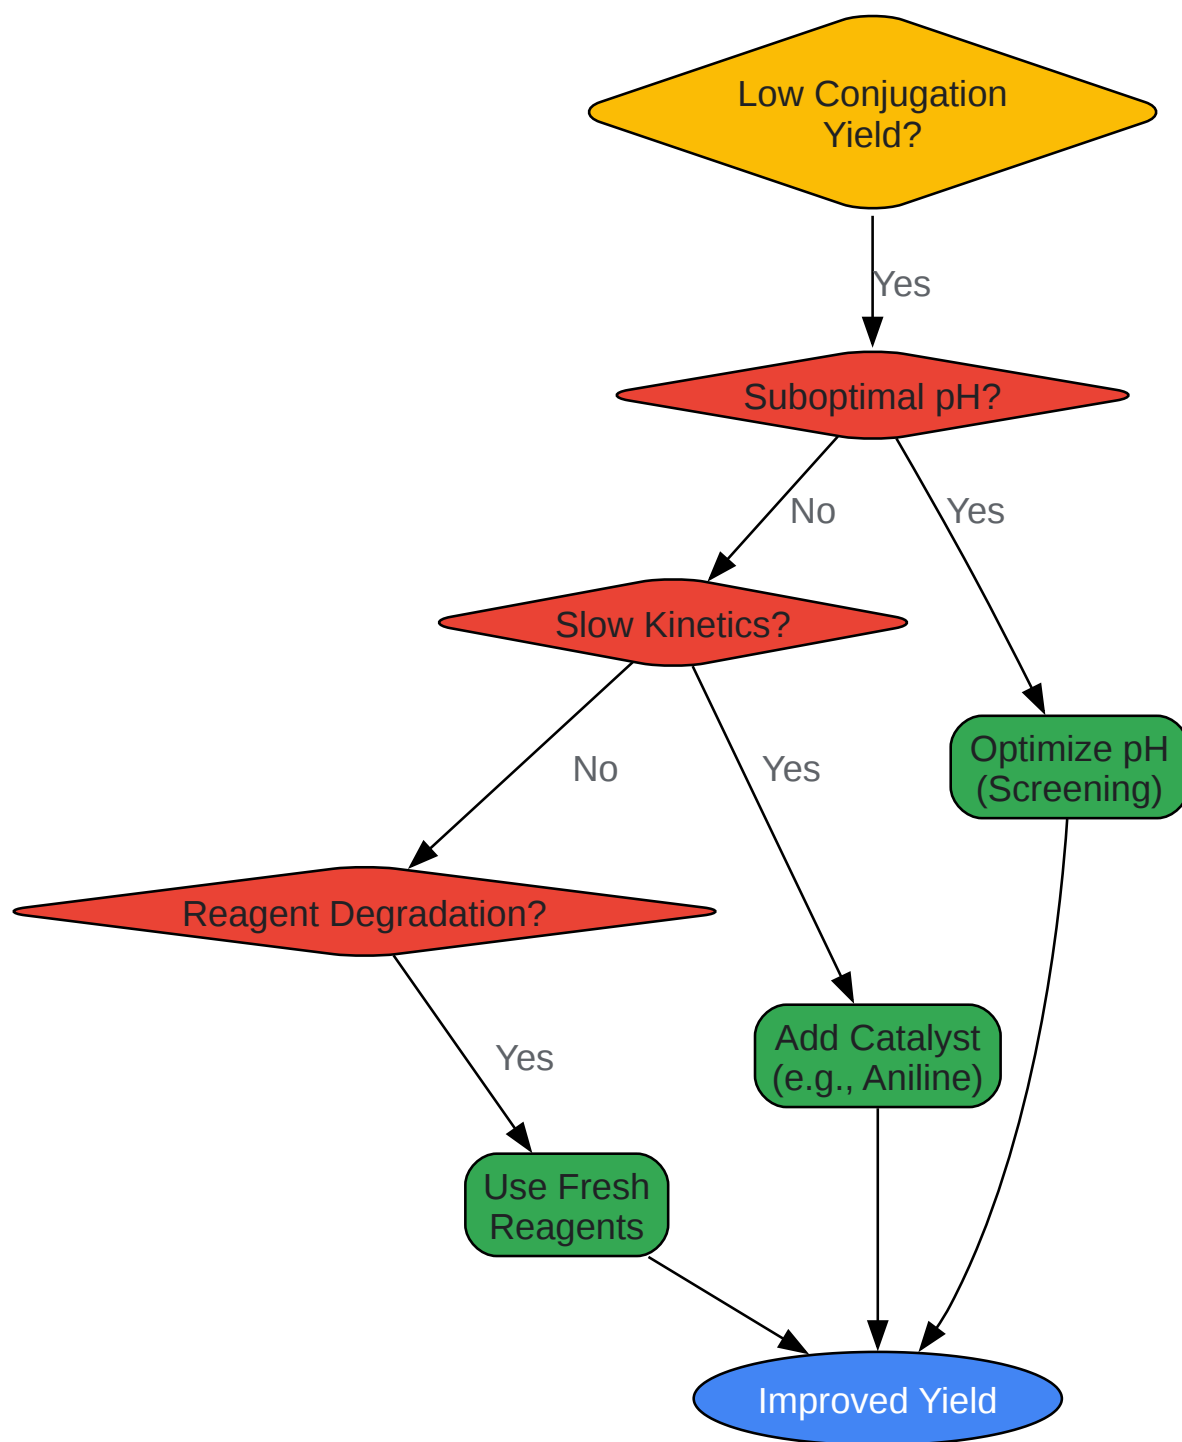 Low Conjugation
Yield?
Yes
Suboptimal pH?
No
Yes
Slow Kinetics?
Optimize pH
(Screening)
No
Yes
Reagent Degradation?
Add Catalyst
(e.g., Aniline)
Yes
Use Fresh
Reagents
Improved Yield